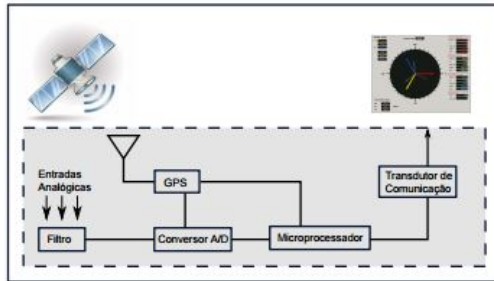 Entradas
Analógicas
GPS
Transdutor de
Comunicação
Filtro
Conversor A/D
Microprocessador